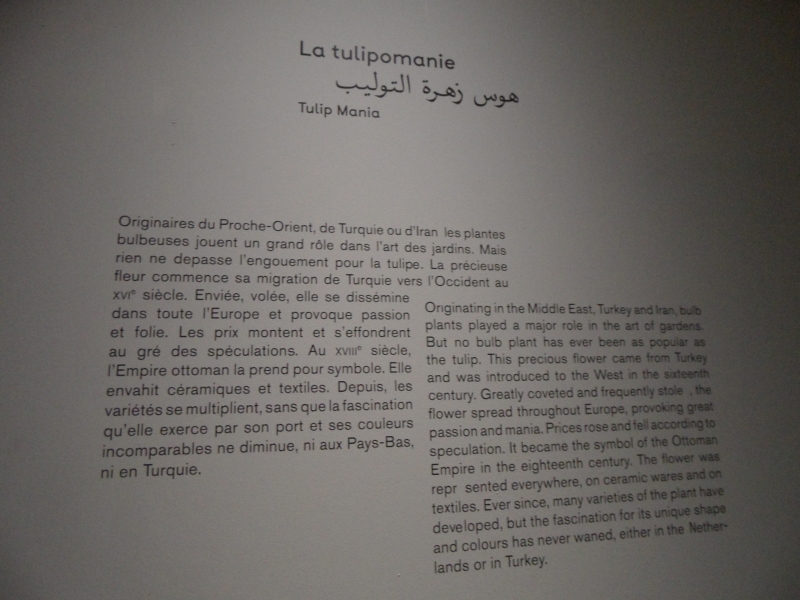 La tulipomanie
هوس زهرة التوليب
Tulip Mania
Originaires du Proche-Orient, de Turquie ou d'Iran les plantes
bulbeuses jouent un grand rôle dans l'art des jardins. Mais
rien ne depasse l'engouement pour la tulipe. La précieuse
fleur commence sa migration de Turquie vers l'Occident au
XVIe siècle. Enviée, volée, elle se dissémine
dans toute l'Europe et provoque passion
et folie. Les prix montent et s'effondrent
au gré des spéculations. Au XVIIIe siècle,
l'Empire ottoman la prend pour symbole. Elle
envahit céramiques et textiles. Depuis, les
variétés se multiplient, sans que la fascination
qu'elle exerce par son port et ses couleurs
incomparables ne diminue, ni aux Pays-Bas,
ni en Turquie.
Originating in the Middle East, Turkey and Iran, bulb
plants played a major role in the art of gardens.
But no bulb plant has ever been as popular as
the tulip. This precious flower came from Turkey
and was introduced to the West in the sixteenth
century. Greatly coveted and frequently stole , the
flower spread throughout Europe, provoking great
passion and mania. Prices rose and fell according to
speculation. It became the symbol of the Ottoman
Empire in the eighteenth century. The flower was
repr sented everywhere, on ceramic wares and on
textiles. Ever since, many varieties of the plant have
developed, but the fascination for its unique shape
and colours has never waned, either in the Nether-
lands or in Turkey.